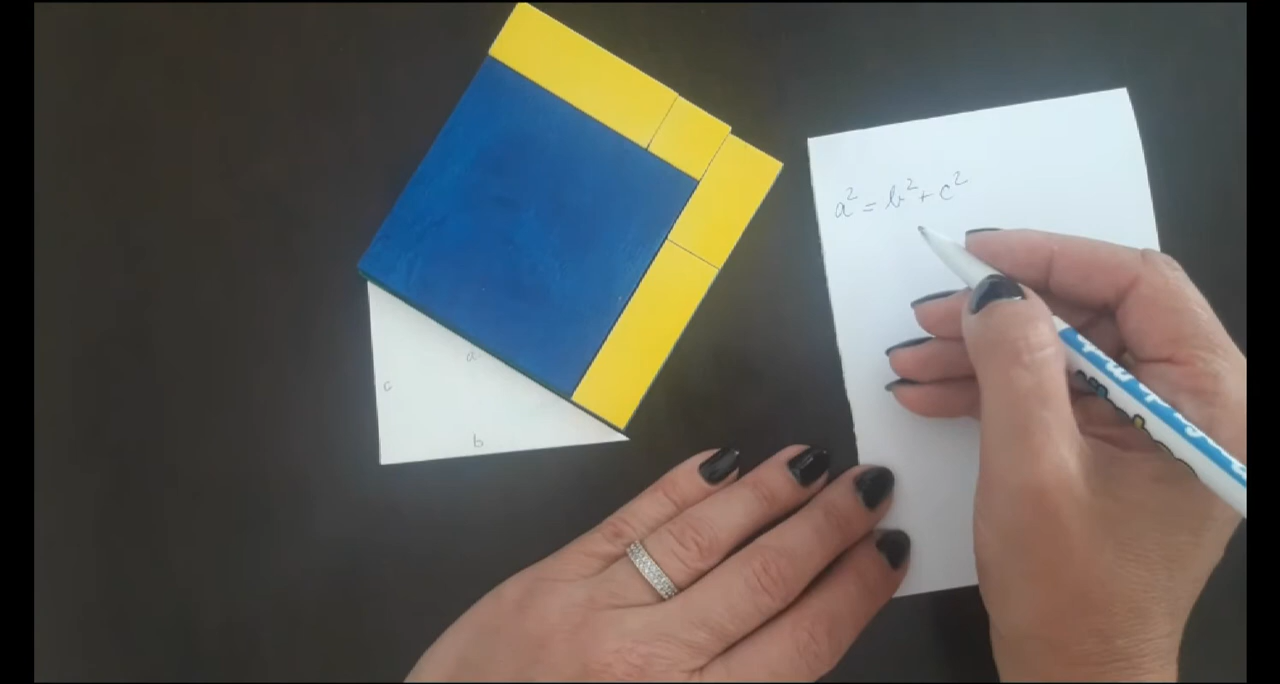 a² = b² + c²
a
c
b